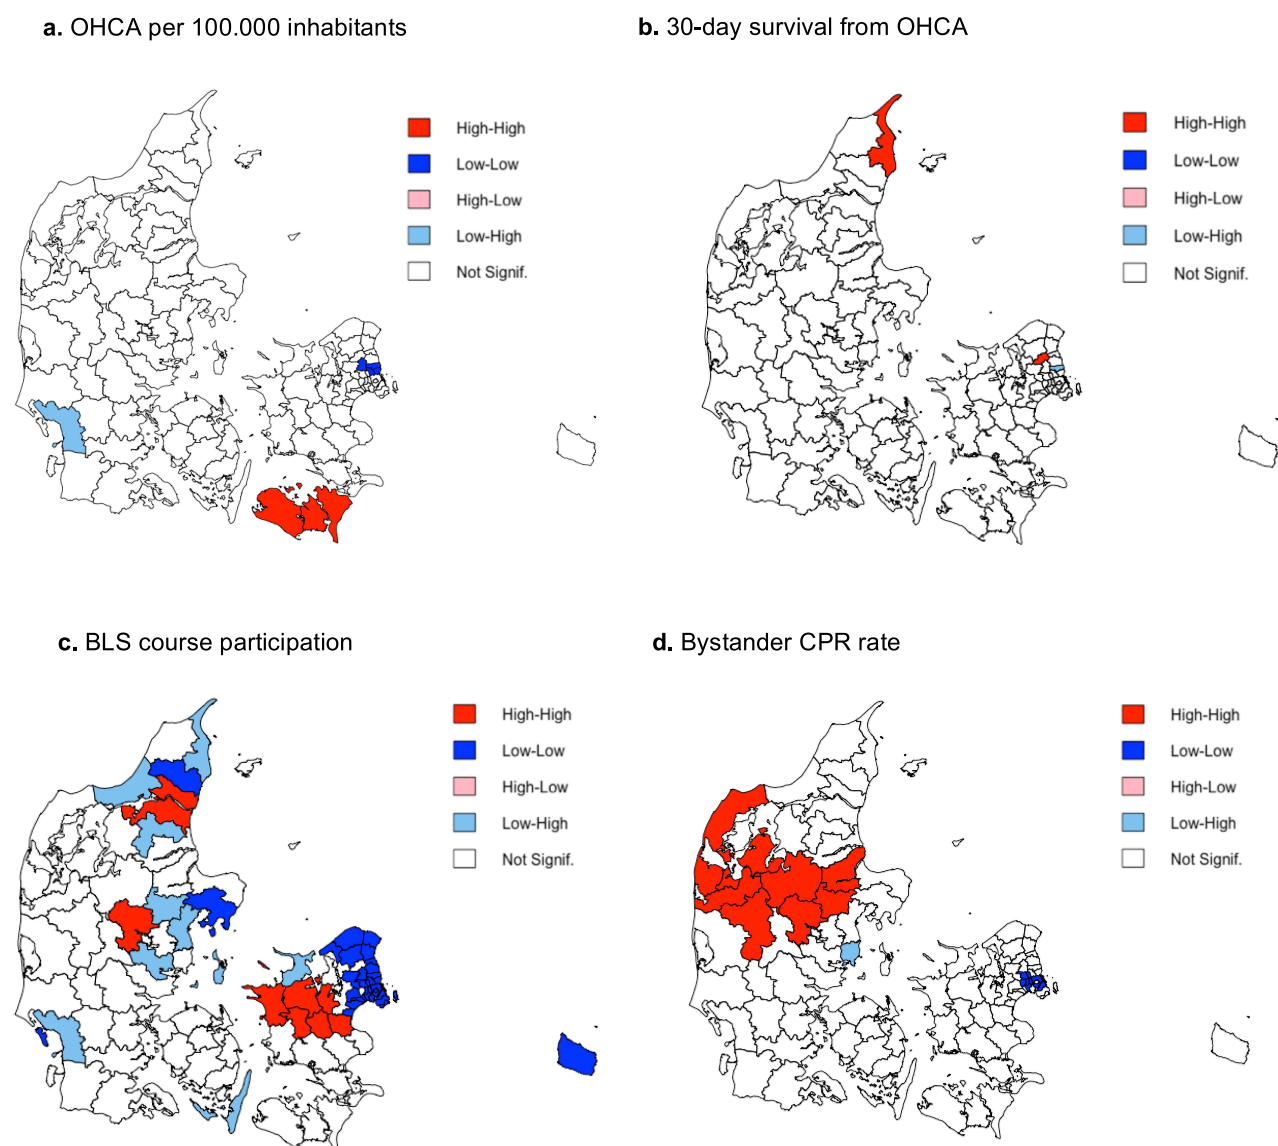 a. OHCA per 100.000 inhabitants
High-High
Low-Low
High-Low
Low-High
Not Signif.
b. 30-day survival from OHCA
High-High
Low-Low
High-Low
Low-High
Not Signif.
c. BLS course participation
High-High
Low-Low
High-Low
Low-High
Not Signif.
d. Bystander CPR rate
High-High
Low-Low
High-Low
Low-High
Not Signif.